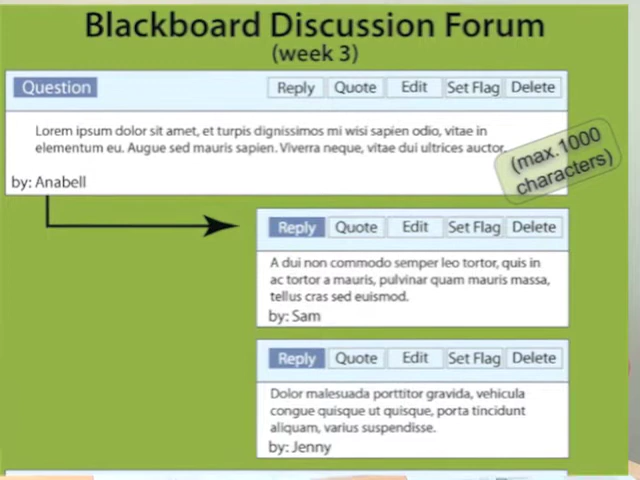 Blackboard Discussion Forum
(week 3)
Question Reply Quote Edit Set Flag Delete
Lorem ipsum dolor sit amet, et turpis dignissimos mi wisi sapien odio, vitae in
elementum eu. Augue sed mauris sapien. Viverra neque, vitae dui ultrices auctor.
(max.1000
characters)
by: Anabell
Reply Quote Edit Set Flag Delete
A dui non commodo semper leo tortor, quis in
ac tortor a mauris, pulvinar quam mauris massa,
tellus cras sed euismod.
by: Sam
Reply Quote Edit Set Flag Delete
Dolor malesuada porttitor gravida, vehicula
congue quisque ut quisque, porta tincidunt
aliquam, varius suspendisse.
by: Jenny